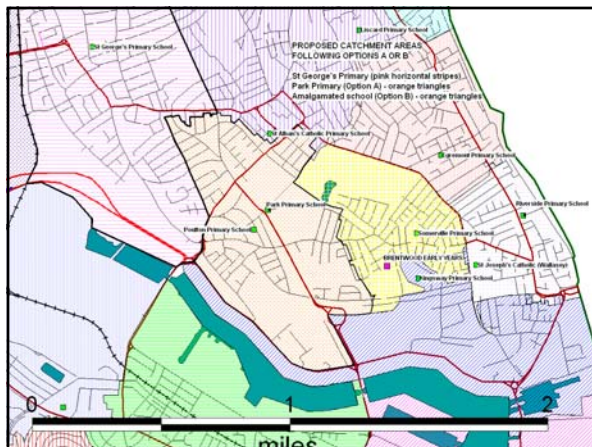 Liscard Primary School
St George's Primary School
PROPOSED CATCHMENT AREAS
FOLLOWING OPTIONS A OR B
St George's Primary (pink horizontal stripes)
Park Primary (Option A) - orange triangles
Amalgamated school (Option B) - orange triangles
St Alban's Catholic Primary School
Egremont Primary School
Park Primary School
Riverside Primary School
Poulton Primary School
Somerville Primary School
BRENTWOOD EARLY YEARS
St Joseph's Catholic (Wallasey)
Kingsway Primary School
0 1 2
miles